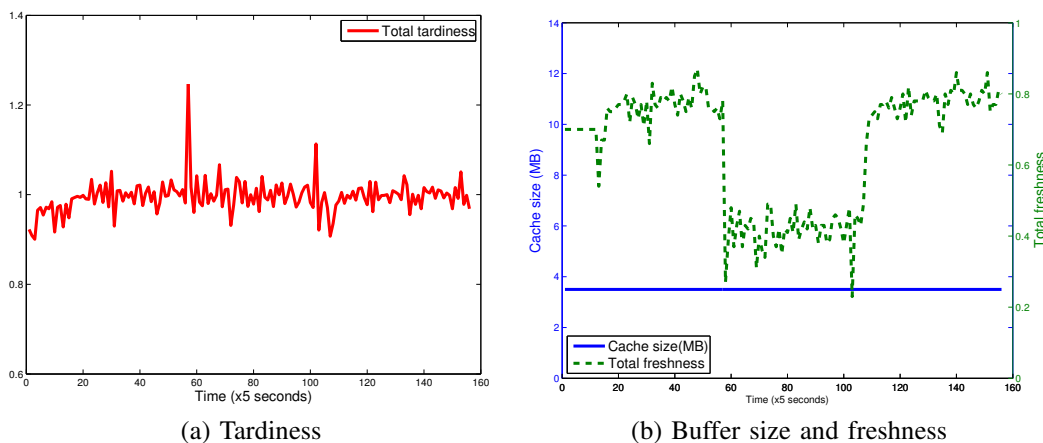 1.4
1.2
1
0.8
0.6
0 20 40 60 80 100 120 140 160
Time (x5 seconds)
Total tardiness
(a) Tardiness
14
12
10
8
6
4
2
0
Cache size (MB)
1
0.8
0.6
0.4
0.2
0
Total freshness
Cache size(MB)
Total freshness
0 20 40 60 80 100 120 140 160
Time (x5 seconds)
(b) Buffer size and freshness